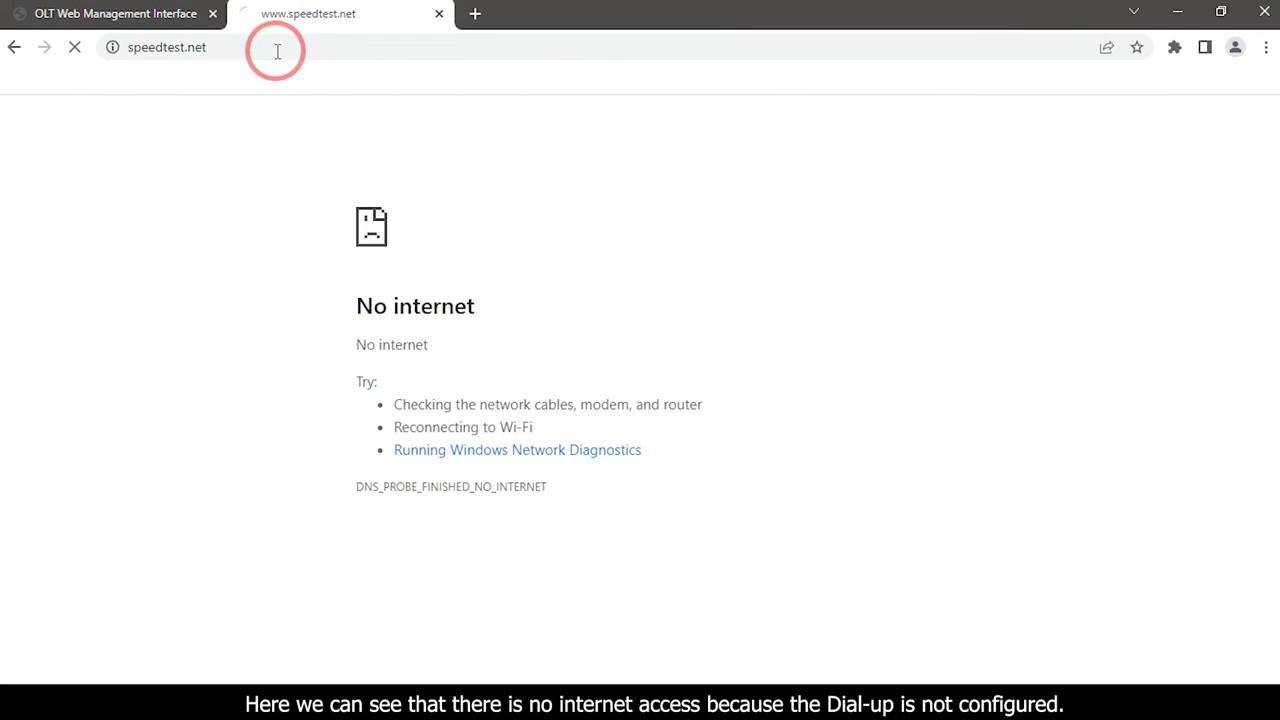 OLT Web Management Interface
www.speedtest.net
speedtest.net
No internet
No internet
Try:
Checking the network cables, modem, and router
Reconnecting to Wi-Fi
Running Windows Network Diagnostics
DNS_PROBE_FINISHED_NO_INTERNET
Here we can see that there is no internet access because the Dial-up is not configured.